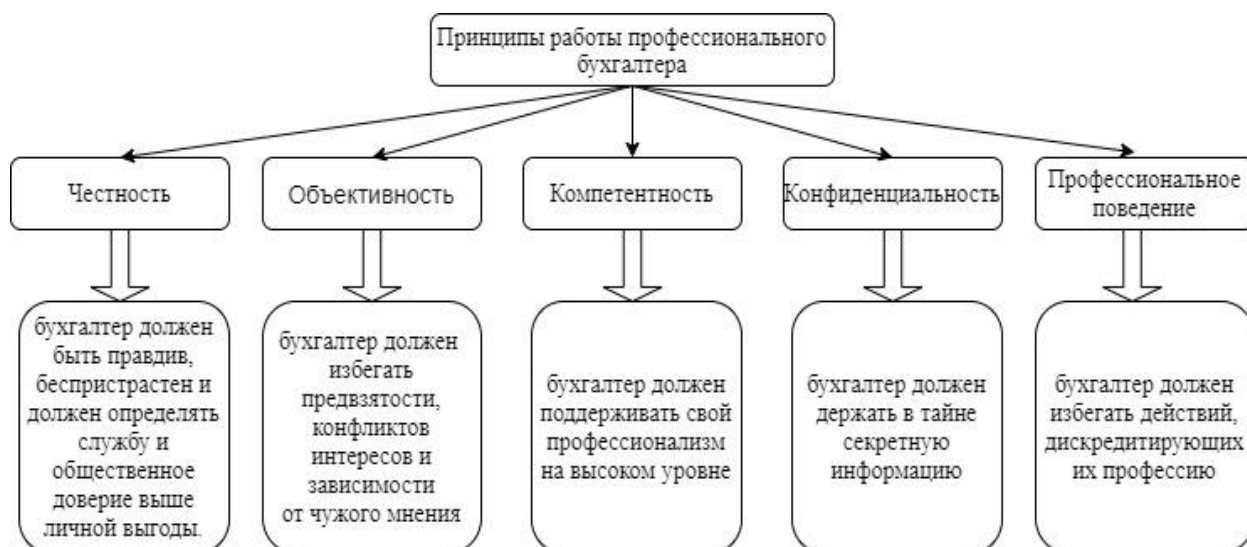 Принципы работы профессионального
бухгалтера
Честность
Объективность
Компетентность
Конфиденциальность
Профессиональное
поведение
бухгалтер должен
быть правдив,
беспристрастен и
должен определять
службу и
общественное
доверие выше
личной выгоды.
бухгалтер должен
избегать
предвзятости,
конфликтов
интересов и
зависимости
от чужого мнения
бухгалтер должен
поддерживать свой
профессионализм
на высоком уровне
бухгалтер должен
держать в тайне
секретную
информацию
бухгалтер должен
избегать действий,
дискредитирующих
их профессию